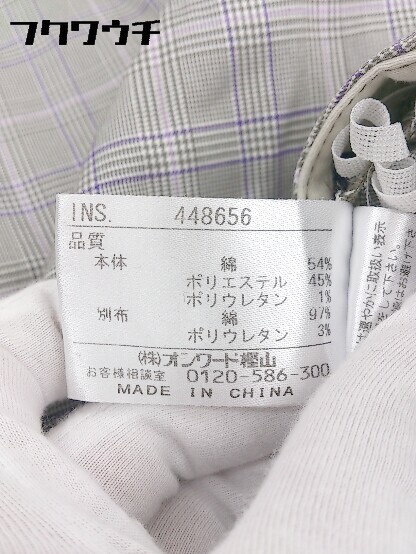 フクワウチ
INS. 448656
品質
本体 綿 54%
ポリエステル 45%
ポリウレタン 1%
別布 綿 97%
ポリウレタン 3%
(株)オンワード樫山
お客様相談室 0120-586-300
MADE IN CHINA